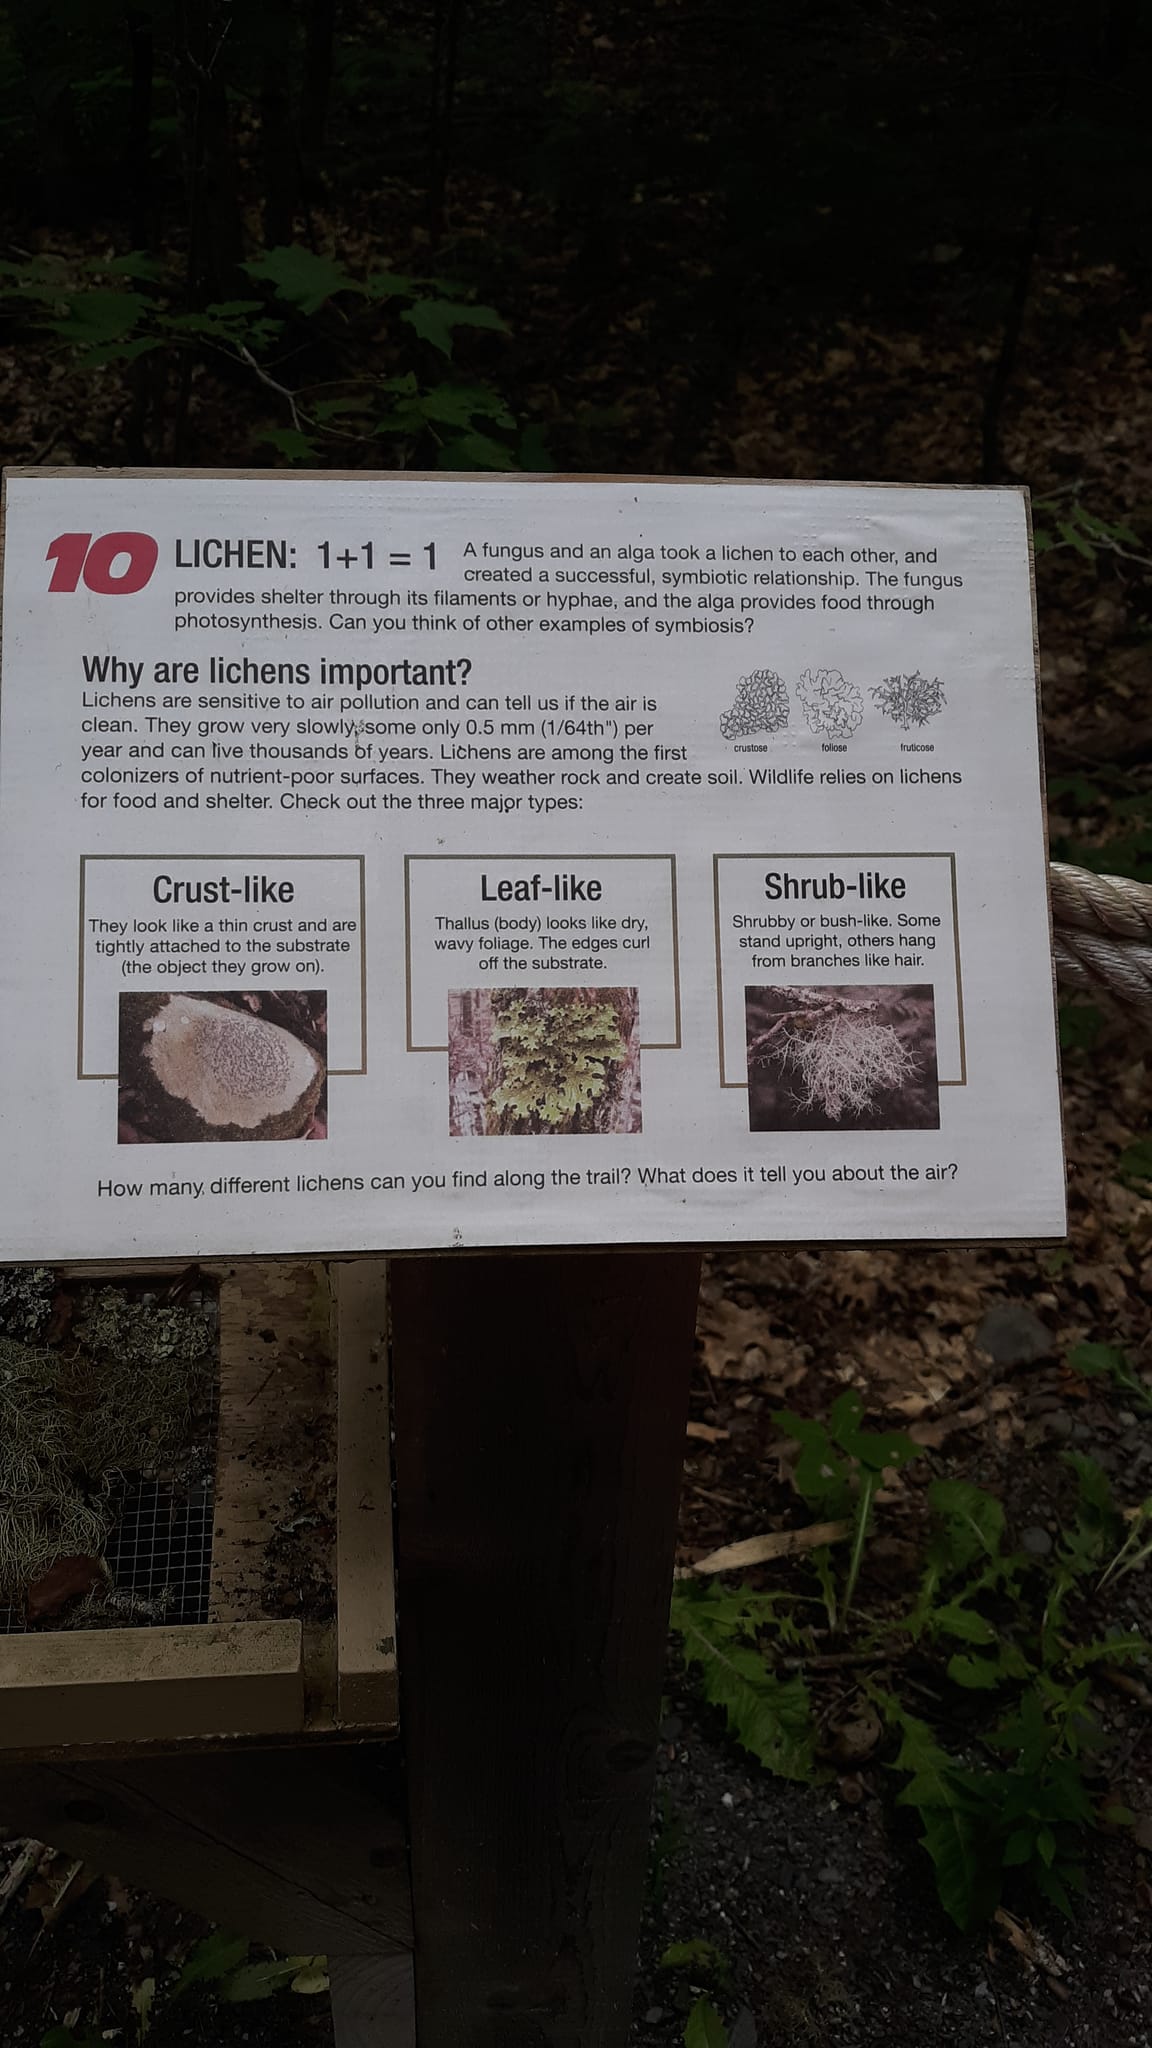 10 LICHEN: 1+1 = 1
A fungus and an alga took a lichen to each other, and
created a successful, symbiotic relationship. The fungus
provides shelter through its filaments or hyphae, and the alga provides food through
photosynthesis. Can you think of other examples of symbiosis?
Why are lichens important?
Lichens are sensitive to air pollution and can tell us if the air is
clean. They grow very slowly, some only 0.5 mm (1/64th") per
year and can live thousands of years. Lichens are among the first
colonizers of nutrient-poor surfaces. They weather rock and create soil. Wildlife relies on lichens
for food and shelter. Check out the three major types:
crustose
foliose
fruticose
Crust-like
They look like a thin crust and are
tightly attached to the substrate
(the object they grow on).
Leaf-like
Thallus (body) looks like dry,
wavy foliage. The edges curl
off the substrate.
Shrub-like
Shrubby or bush-like. Some
stand upright, others hang
from branches like hair.
How many different lichens can you find along the trail? What does it tell you about the air?